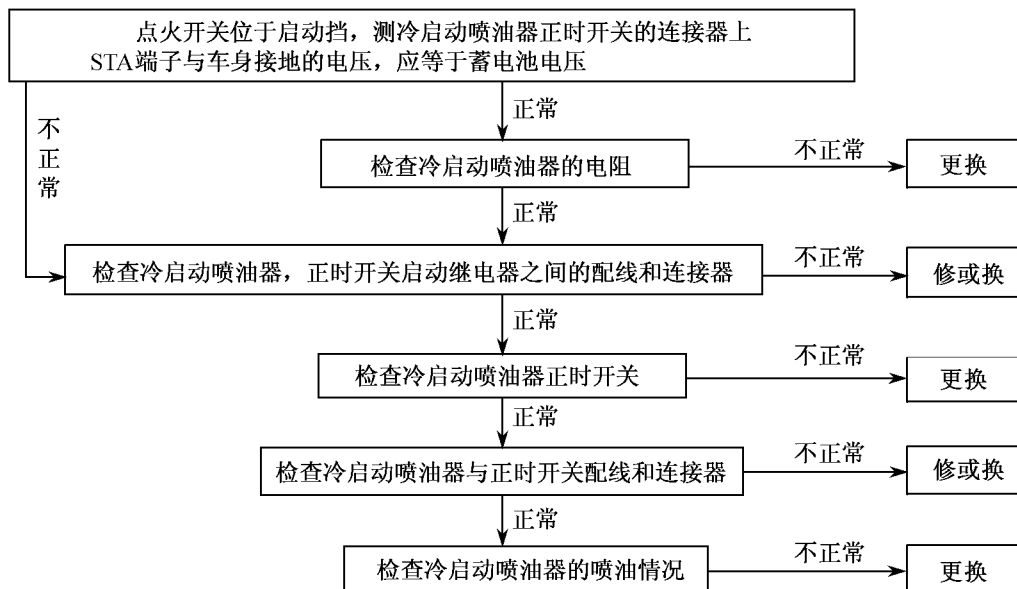 点火开关位于启动挡，测冷启动喷油器正时开关的连接器上
STA端子与车身接地的电压，应等于蓄电池电压
不正常
正常
检查冷启动喷油器的电阻
不正常
更换
正常
检查冷启动喷油器，正时开关启动继电器之间的配线和连接器
不正常
修或换
正常
检查冷启动喷油器正时开关
不正常
更换
正常
检查冷启动喷油器与正时开关配线和连接器
不正常
修或换
正常
检查冷启动喷油器的喷油情况
不正常
更换